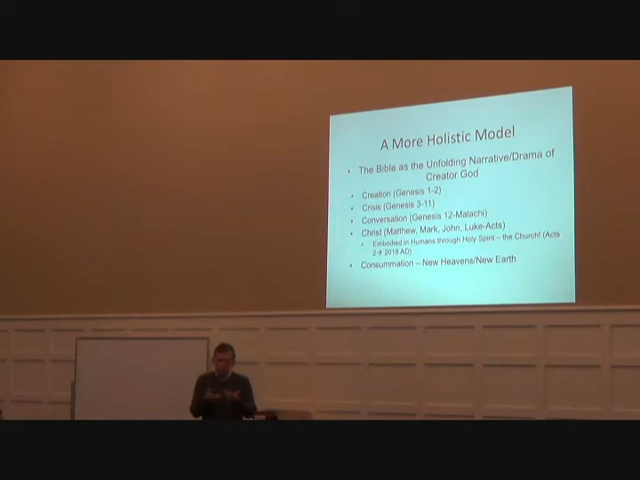 A More Holistic Model
• The Bible as the Unfolding Narrative/Drama of
Creator God
• Creation (Genesis 1-2)
• Crisis (Genesis 3-11)
• Conversation (Genesis 12-Malachi)
• Christ (Matthew, Mark, John, Luke-Acts)
• Embodied in Humans through Holy Spirit – the Church! (Acts
2→ 2018 AD)
• Consummation – New Heavens/New Earth